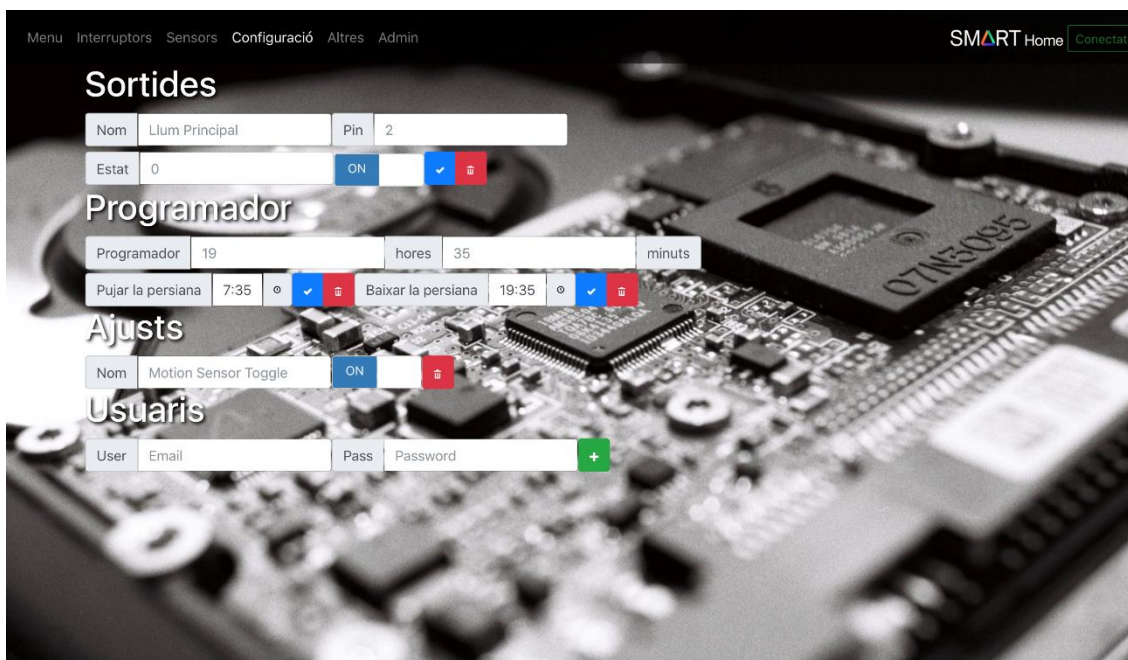 Menu Interruptors Sensors Configuració Altres Admin SMART Home Conectat
Sortides
Nom Llum Principal Pin 2
Estat 0 ON
Programador
Programador 19 hores 35 minuts
Pujar la persiana 7:35 Baixar la persiana 19:35
Ajusts
Nom Motion Sensor Toggle ON
Usuaris
User Email Pass Password +
07N3095